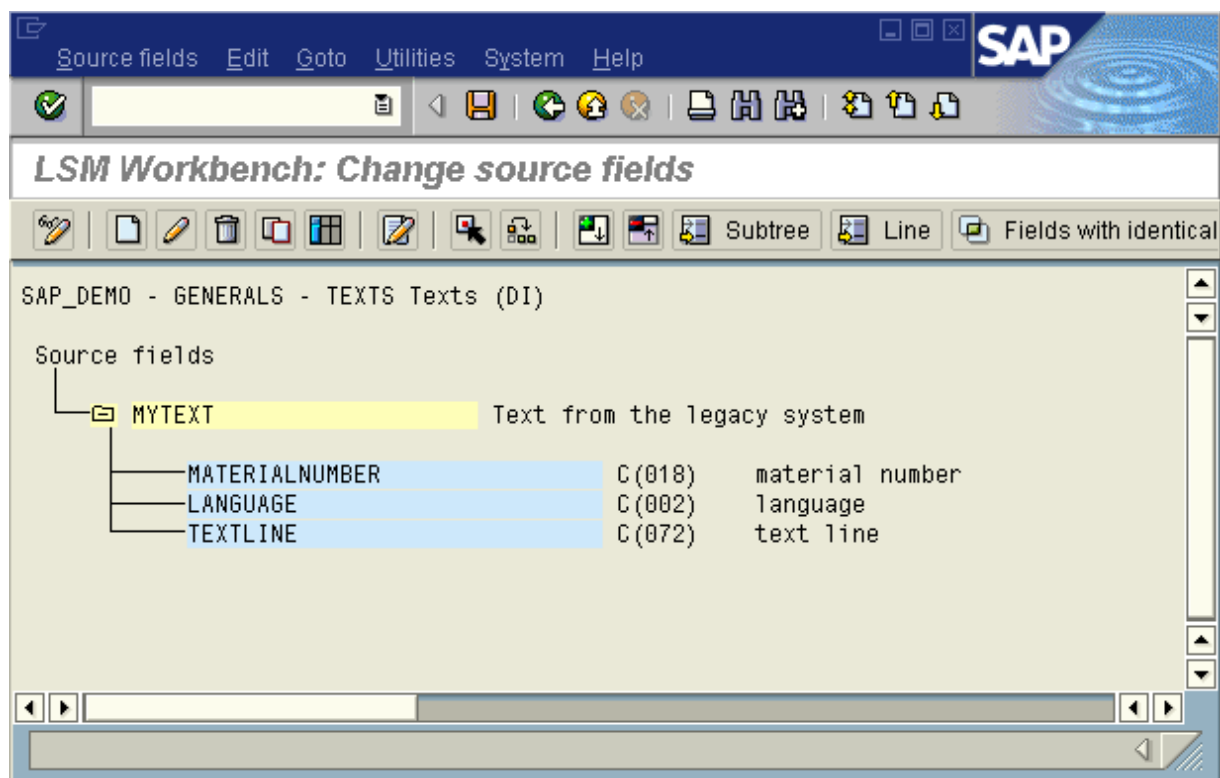 Source fields Edit Goto Utilities System Help
SAP
LSM Workbench: Change source fields
Subtree Line Fields with identical
SAP_DEMO - GENERALS - TEXTS Texts (DI)
Source fields
MYTEXT Text from the legacy system
MATERIALNUMBER C(018) material number
LANGUAGE C(002) language
TEXTLINE C(072) text line